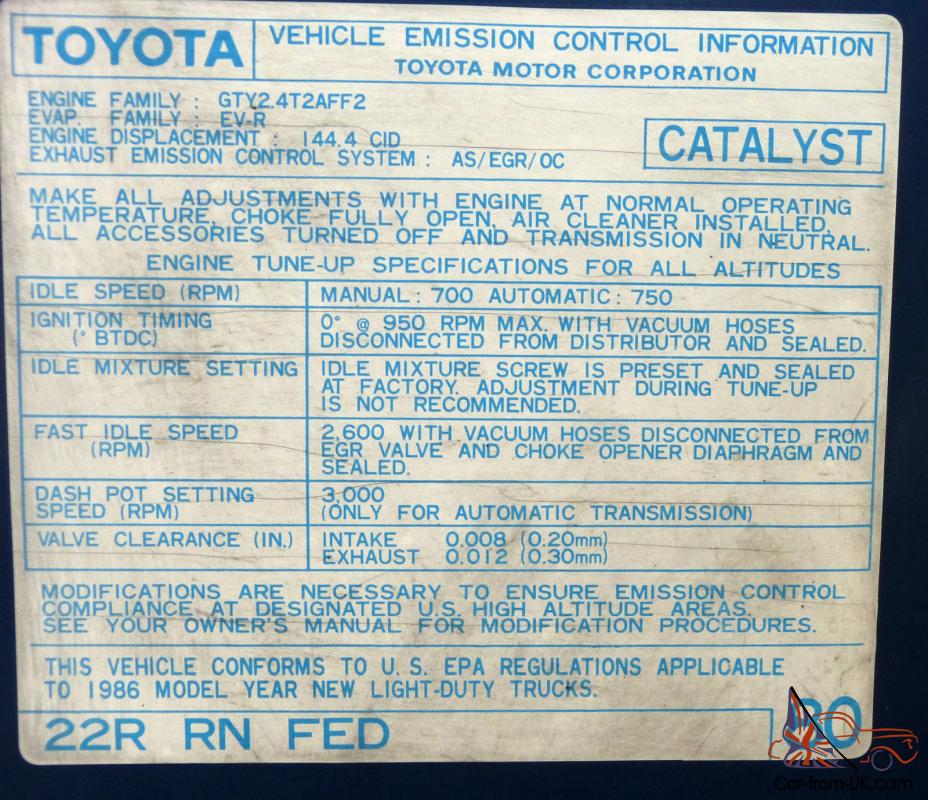 TOYOTA
VEHICLE EMISSION CONTROL INFORMATION
TOYOTA MOTOR CORPORATION
ENGINE FAMILY : GTY2.4T2AFF2
EVAP. FAMILY : EV-R
ENGINE DISPLACEMENT : 144.4 CID
EXHAUST EMISSION CONTROL SYSTEM : AS/EGR/OC
CATALYST
MAKE ALL ADJUSTMENTS WITH ENGINE AT NORMAL OPERATING
TEMPERATURE, CHOKE FULLY OPEN, AIR CLEANER INSTALLED,
ALL ACCESSORIES TURNED OFF AND TRANSMISSION IN NEUTRAL.
ENGINE TUNE-UP SPECIFICATIONS FOR ALL ALTITUDES
IDLE SPEED (RPM)
MANUAL : 700 AUTOMATIC : 750
IGNITION TIMING
(° BTDC)
0° @ 950 RPM MAX. WITH VACUUM HOSES
DISCONNECTED FROM DISTRIBUTOR AND SEALED.
IDLE MIXTURE SETTING
IDLE MIXTURE SCREW IS PRESET AND SEALED
AT FACTORY. ADJUSTMENT DURING TUNE-UP
IS NOT RECOMMENDED.
FAST IDLE SPEED
(RPM)
2,600 WITH VACUUM HOSES DISCONNECTED FROM
EGR VALVE AND CHOKE OPENER DIAPHRAGM AND
SEALED.
DASH POT SETTING
SPEED (RPM)
3,000
(ONLY FOR AUTOMATIC TRANSMISSION)
VALVE CLEARANCE (IN.)
INTAKE 0.008 (0.20mm)
EXHAUST 0.012 (0.30mm)
MODIFICATIONS ARE NECESSARY TO ENSURE EMISSION CONTROL
COMPLIANCE AT DESIGNATED U.S. HIGH ALTITUDE AREAS.
SEE YOUR OWNER'S MANUAL FOR MODIFICATION PROCEDURES.
THIS VEHICLE CONFORMS TO U.S. EPA REGULATIONS APPLICABLE
TO 1986 MODEL YEAR NEW LIGHT-DUTY TRUCKS.
22R RN FED
Car-from-UK.com